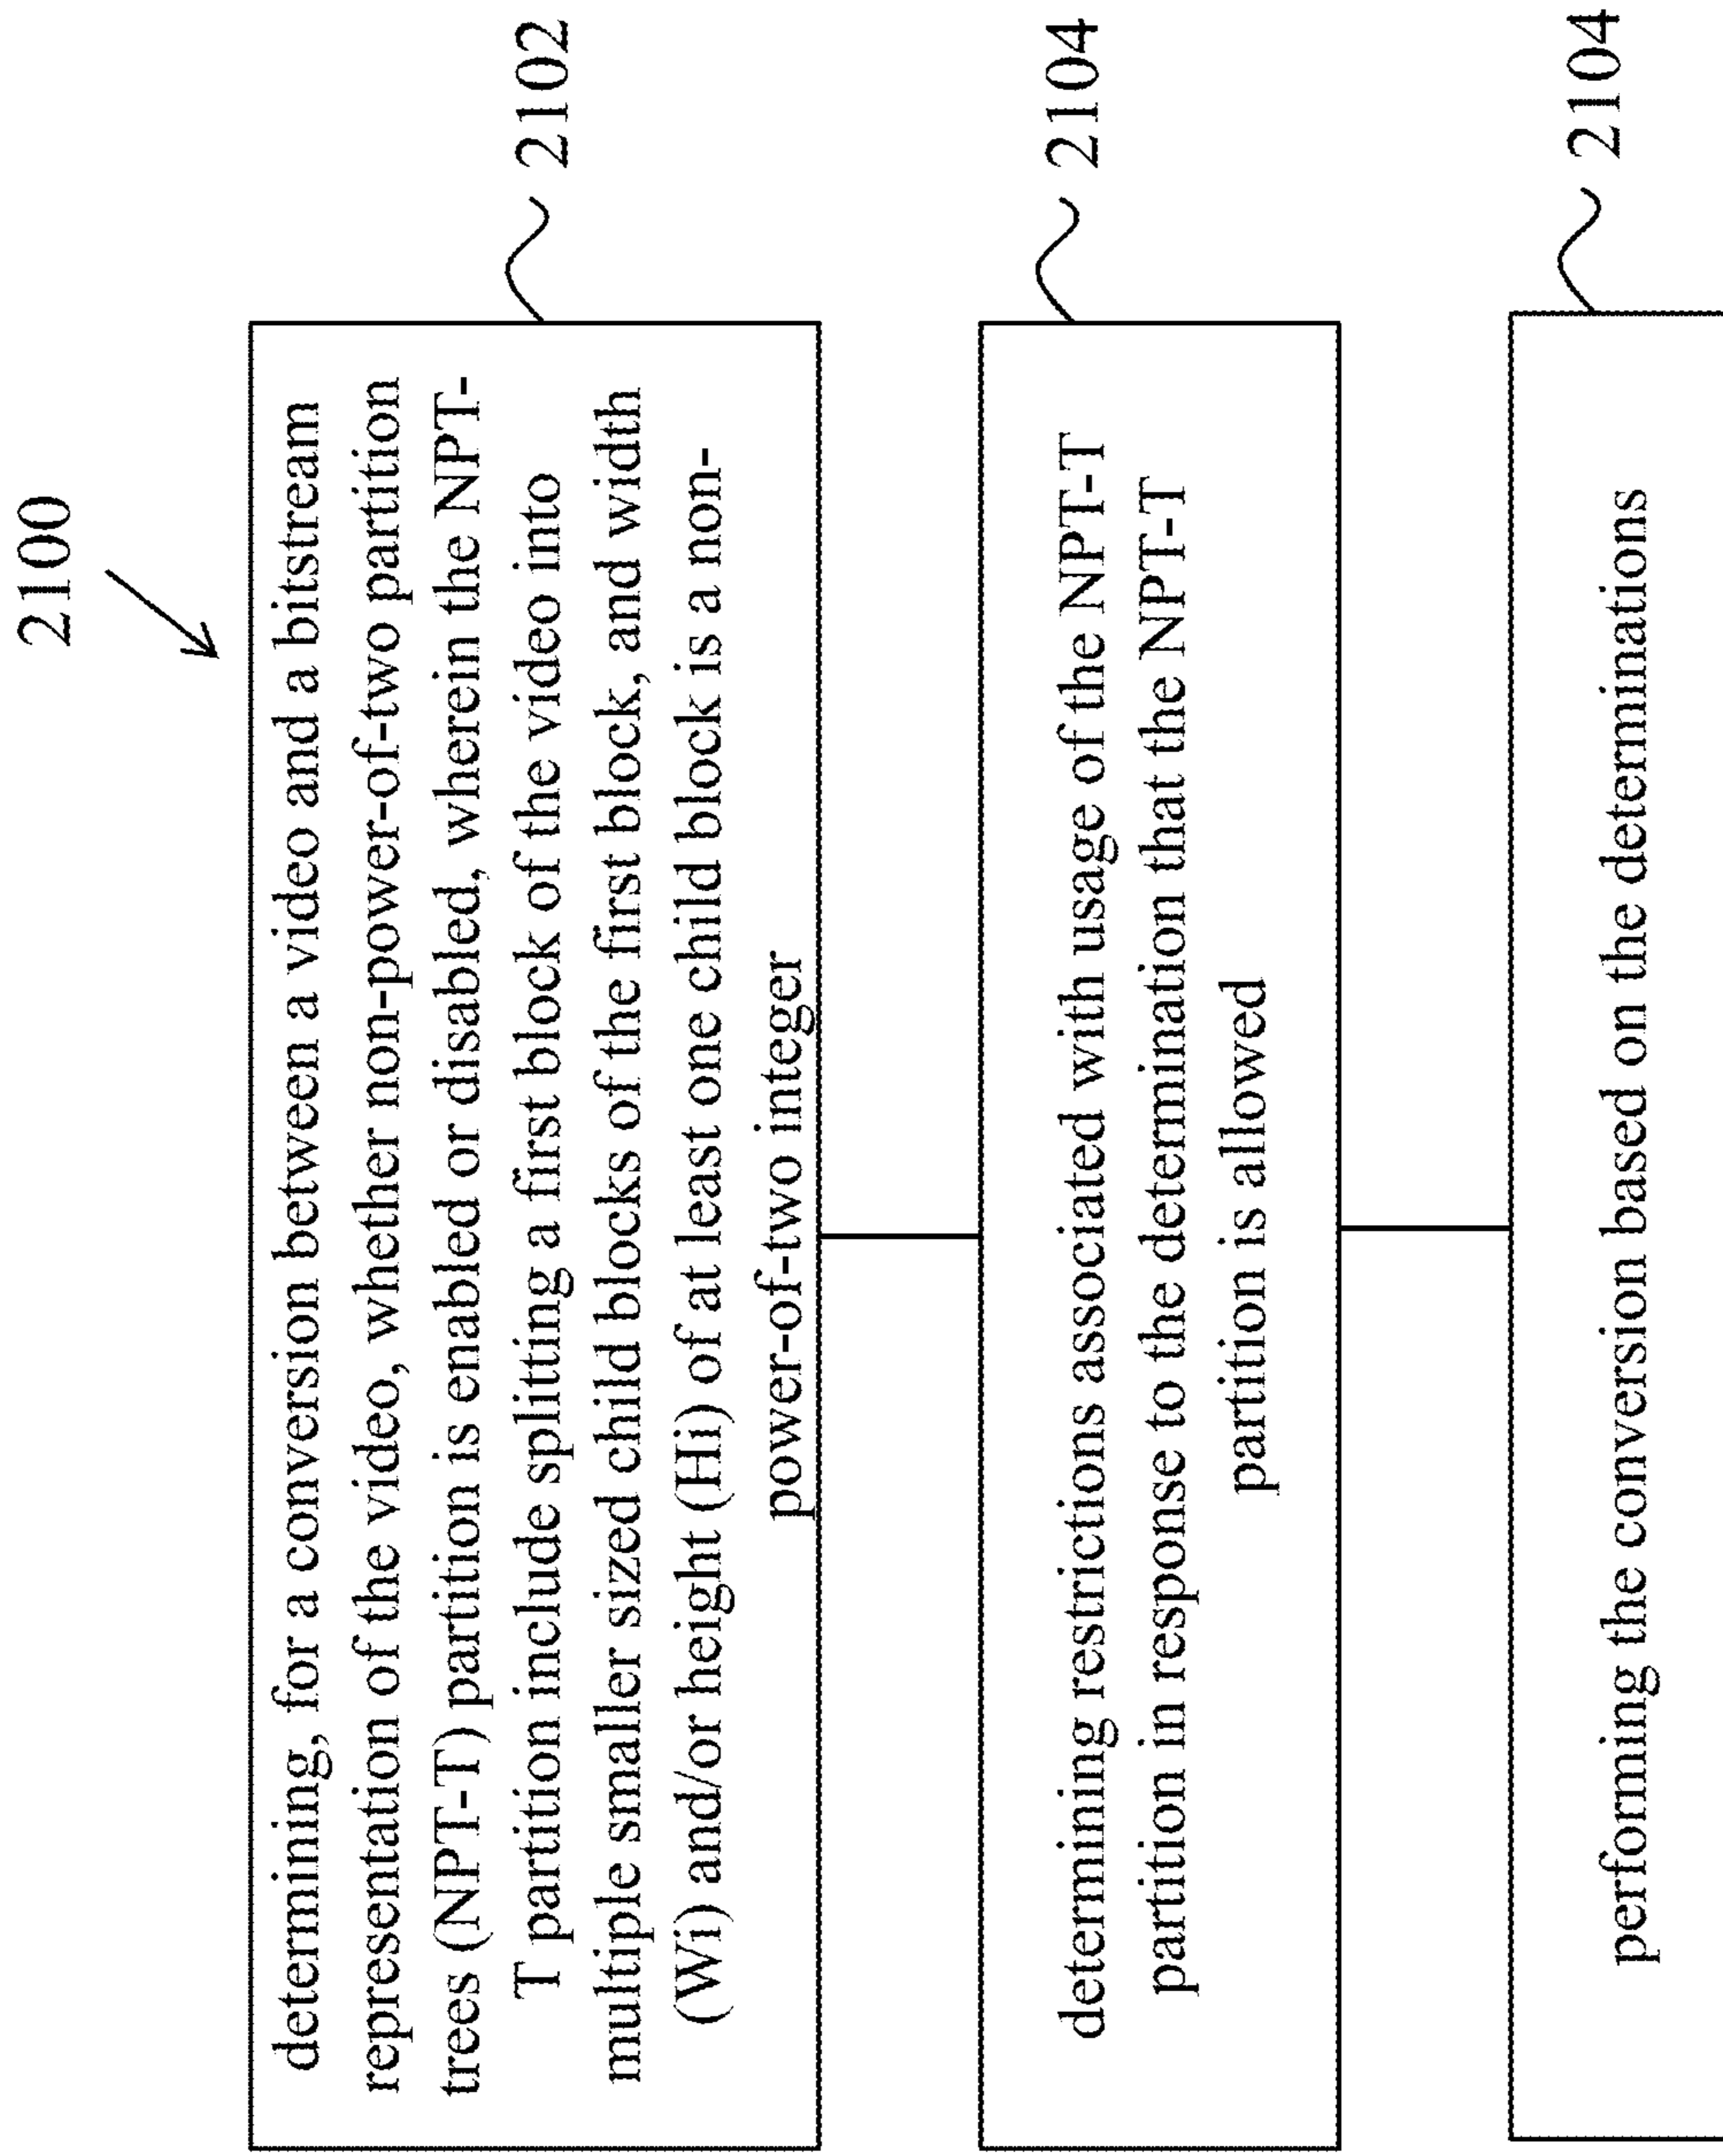 2100
determining, for a conversion between a video and a bitstream
representation of the video, whether non-power-of-two partition
trees (NPT-T) partition is enabled or disabled, wherein the NPT-
T partition include splitting a first block of the video into
multiple smaller sized child blocks of the first block, and width
(Wi) and/or height (Hi) of at least one child block is a non-
power-of-two integer
2102
determining restrictions associated with usage of the NPT-T
partition in response to the determination that the NPT-T
partition is allowed
2104
performing the conversion based on the determinations
2104